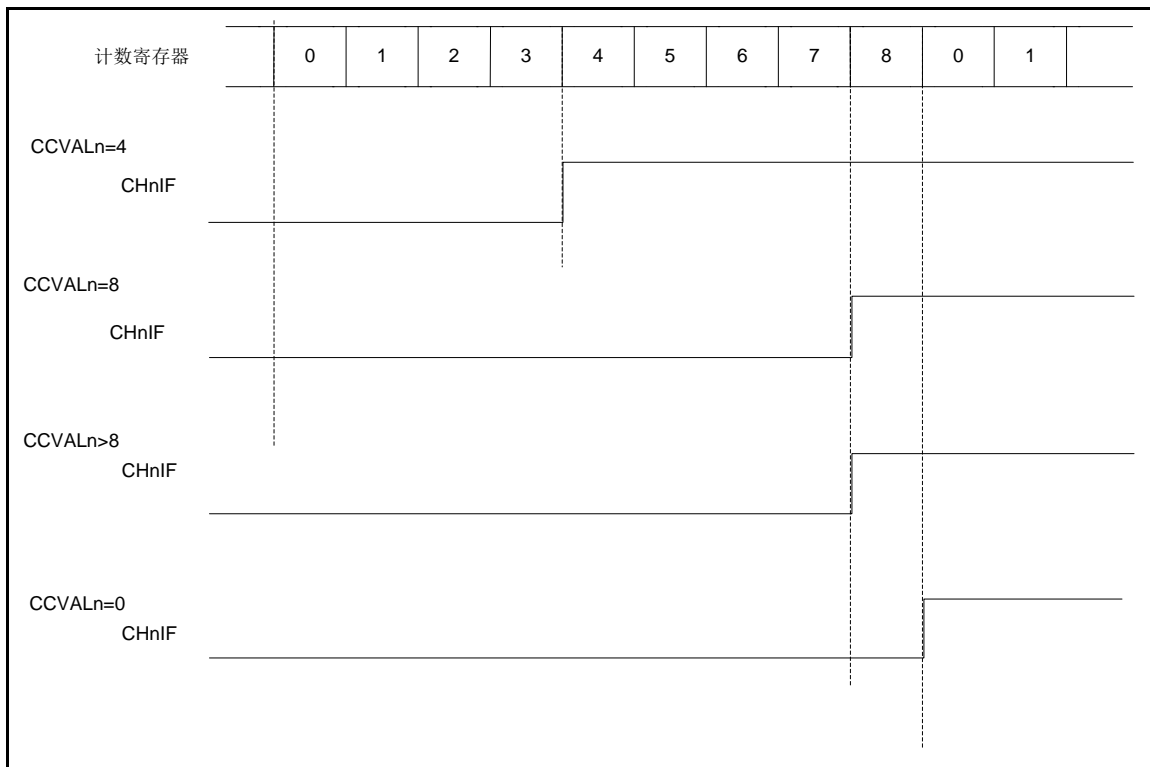 计数寄存器 0 1 2 3 4 5 6 7 8 0 1
CCVALn=4
CHnIF
CCVALn=8
CHnIF
CCVALn>8
CHnIF
CCVALn=0
CHnIF